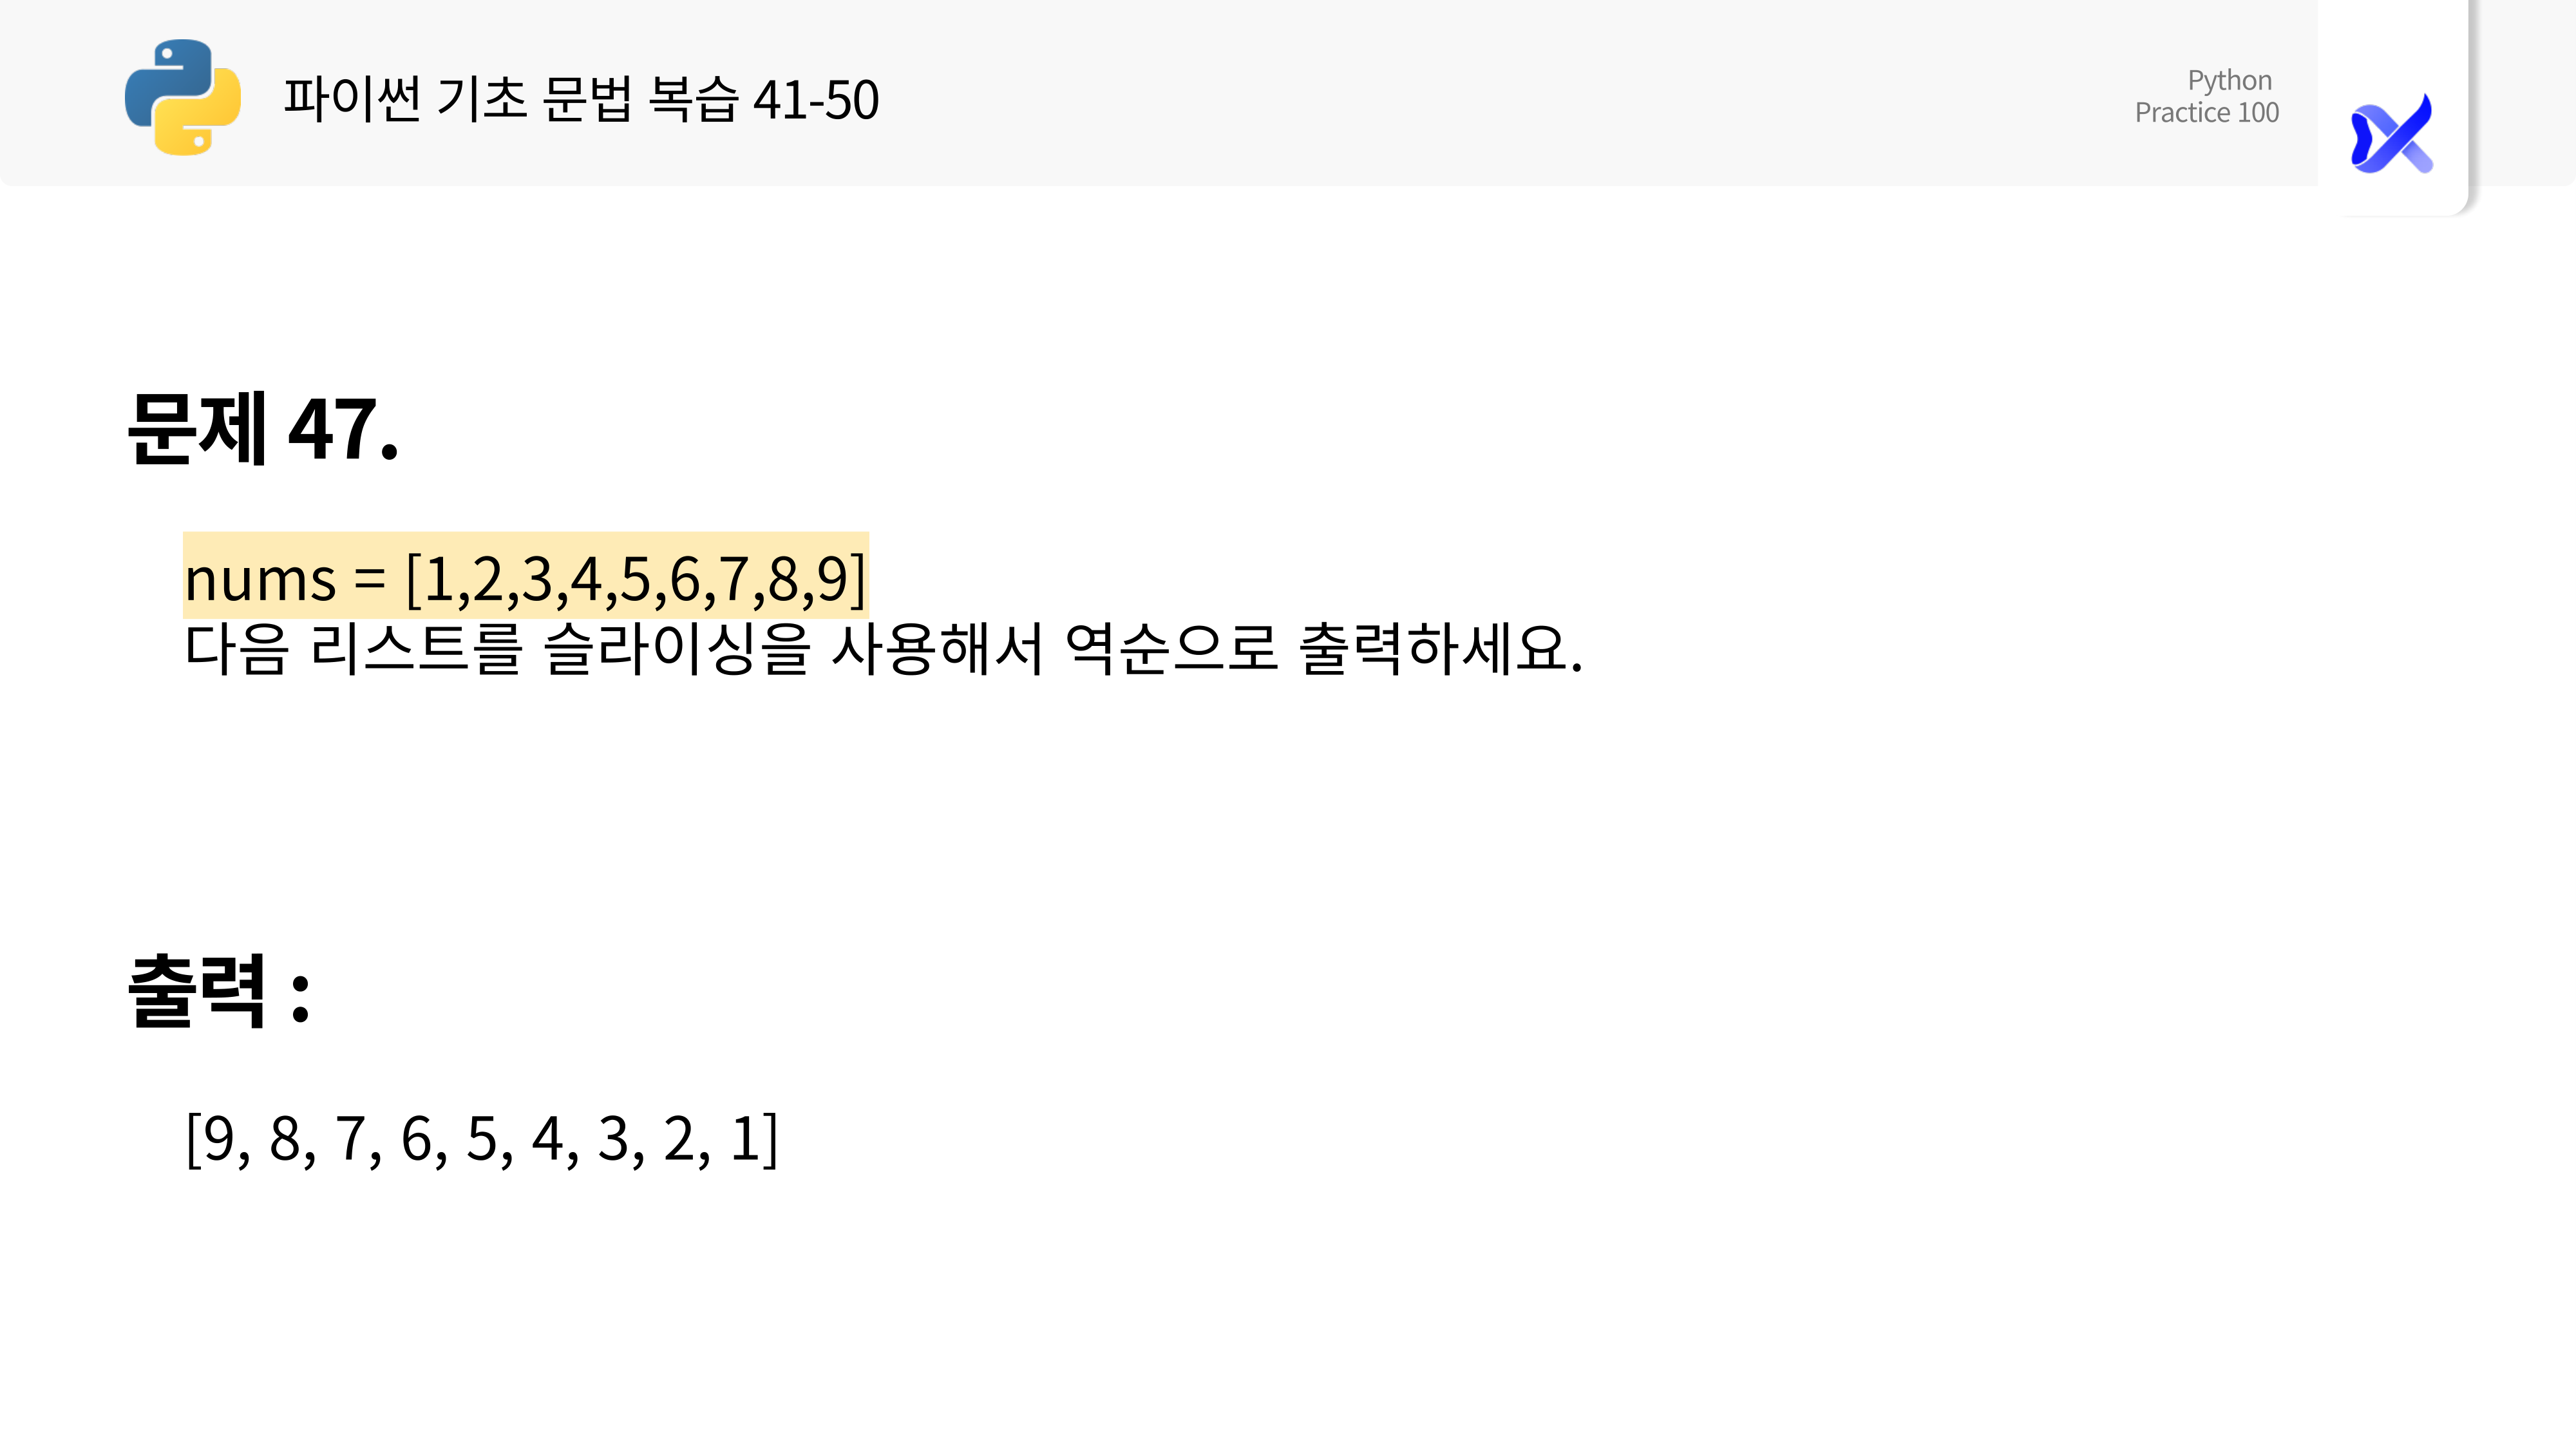 파이썬 기초 문법 복습 41-50
Python
Practice 100
문제 47.
nums = [1,2,3,4,5,6,7,8,9]
다음 리스트를 슬라이싱을 사용해서 역순으로 출력하세요.
출력 :
[9, 8, 7, 6, 5, 4, 3, 2, 1]